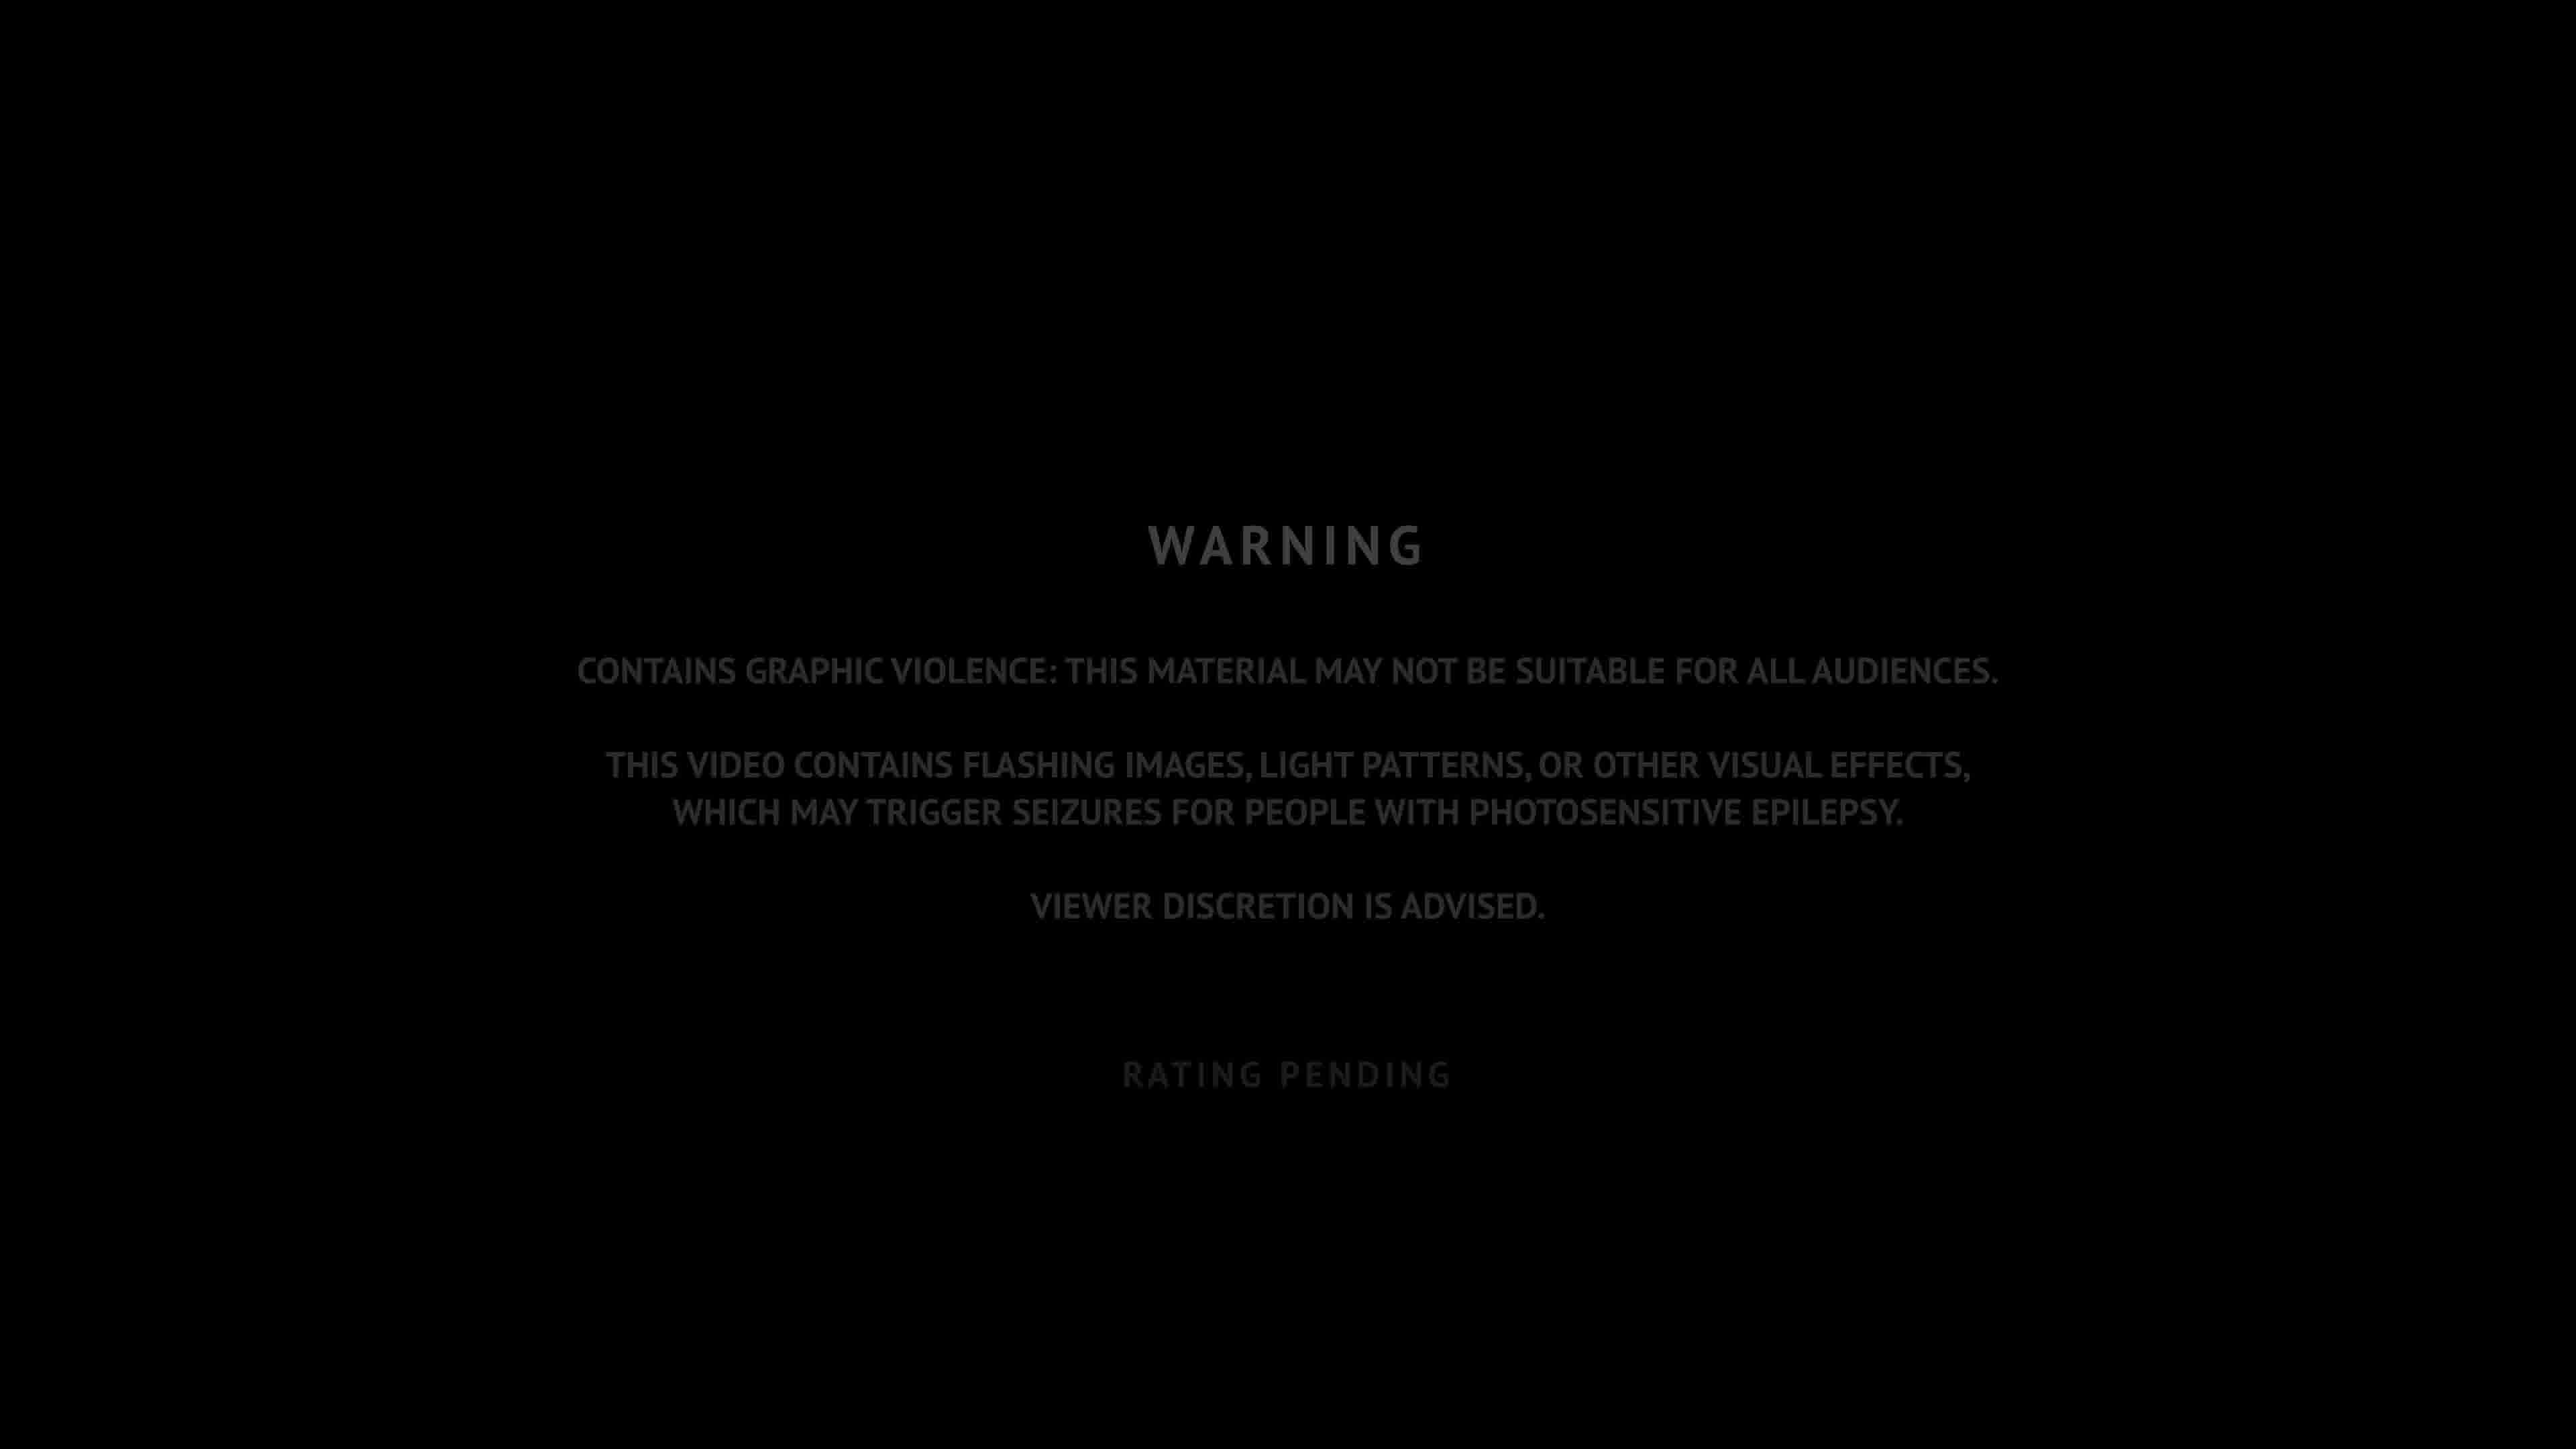 WARNING
CONTAINS GRAPHIC VIOLENCE: THIS MATERIAL MAY NOT BE SUITABLE FOR ALL AUDIENCES.
THIS VIDEO CONTAINS FLASHING IMAGES, LIGHT PATTERNS, OR OTHER VISUAL EFFECTS,
WHICH MAY TRIGGER SEIZURES FOR PEOPLE WITH PHOTOSENSITIVE EPILEPSY.
VIEWER DISCRETION IS ADVISED.
RATING PENDING